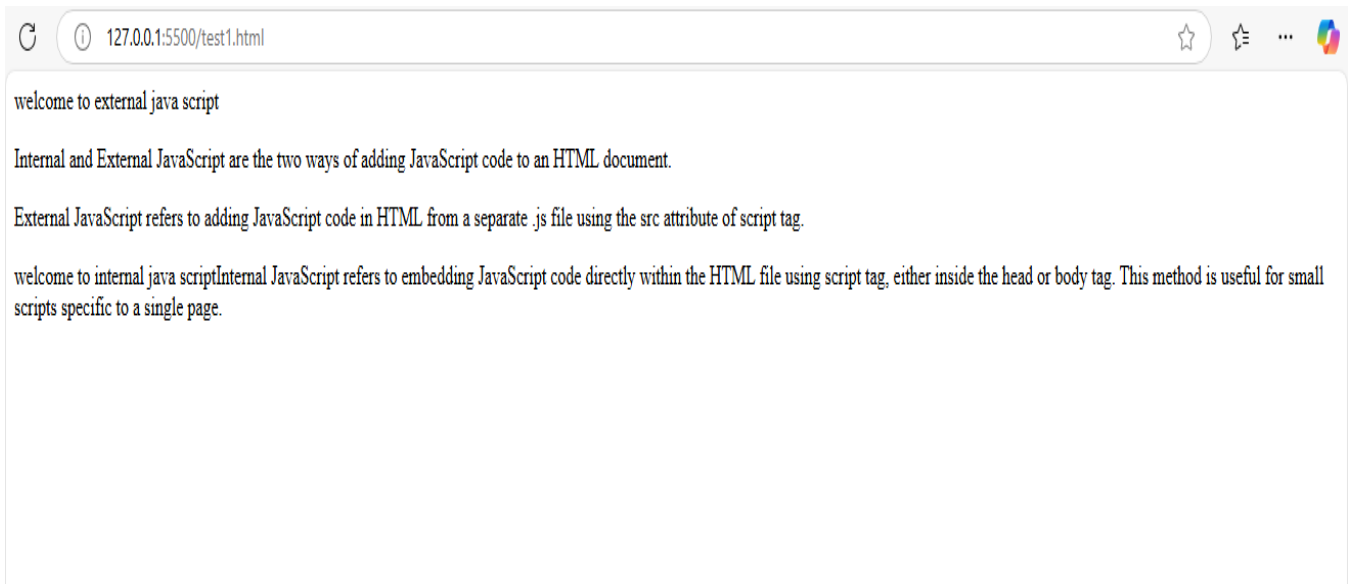 127.0.0.1:5500/test1.html
welcome to external java script
Internal and External JavaScript are the two ways of adding JavaScript code to an HTML document.
External JavaScript refers to adding JavaScript code in HTML from a separate .js file using the src attribute of script tag.
welcome to internal java scriptInternal JavaScript refers to embedding JavaScript code directly within the HTML file using script tag, either inside the head or body tag. This method is useful for small
scripts specific to a single page.